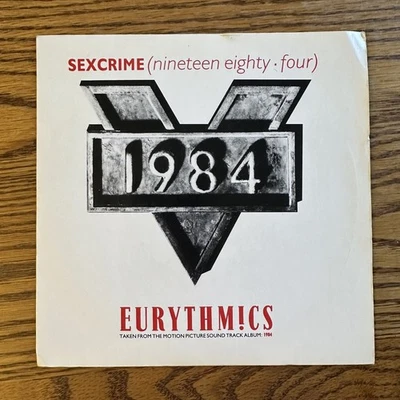 SEXCRIME (nineteen eighty · four)
1984
EURYTHM!CS
TAKEN FROM THE MOTION PICTURE SOUND TRACK ALBUM: 1984